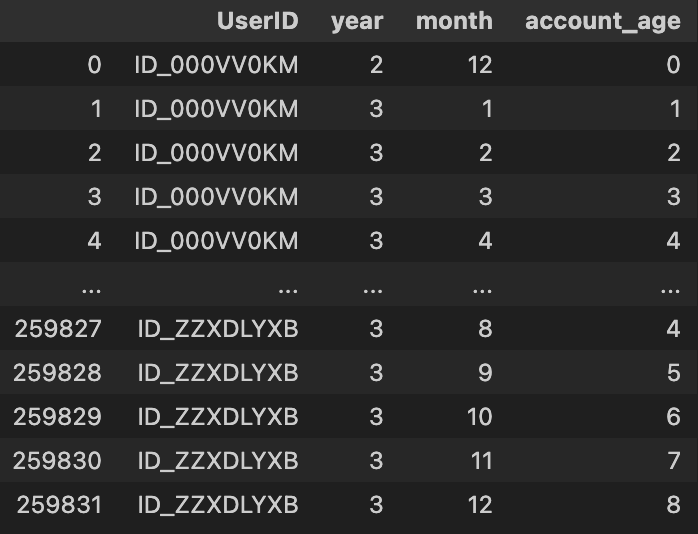 UserID year month account_age
0 ID_000VV0KM 2 12 0
1 ID_000VV0KM 3 1 1
2 ID_000VV0KM 3 2 2
3 ID_000VV0KM 3 3 3
4 ID_000VV0KM 3 4 4
... ... ... ... ...
259827 ID_ZZXDLYXB 3 8 4
259828 ID_ZZXDLYXB 3 9 5
259829 ID_ZZXDLYXB 3 10 6
259830 ID_ZZXDLYXB 3 11 7
259831 ID_ZZXDLYXB 3 12 8